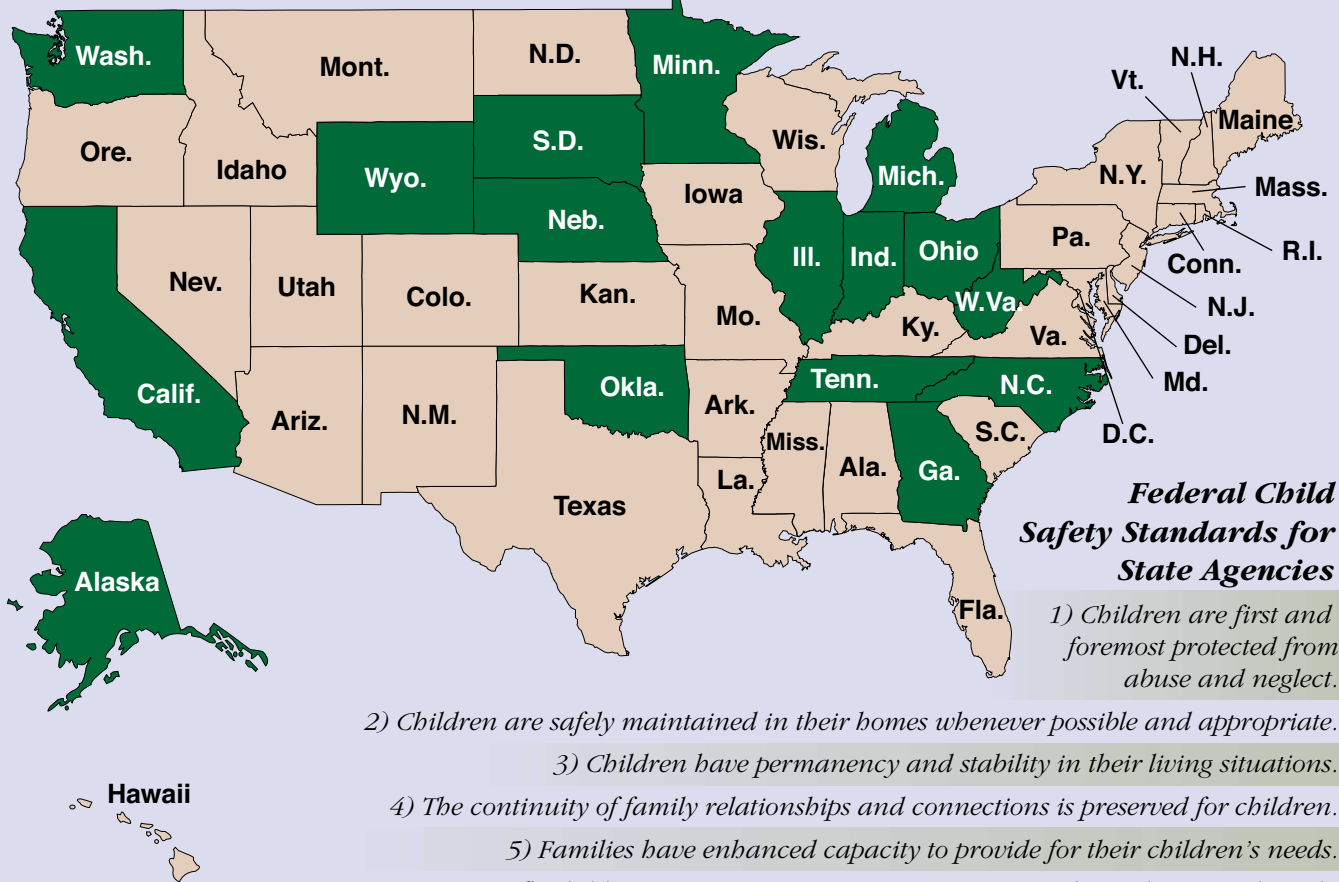 Wash.
Mont.
N.D.
Minn.
Vt.
N.H.
Maine
Ore.
Idaho
Wyo.
S.D.
Wis.
Mich.
N.Y.
Mass.
Neb.
Iowa
Pa.
R.I.
Conn.
Nev.
Utah
Colo.
Kan.
Mo.
Ill.
Ind.
Ohio
W.Va.
Ky.
Va.
N.J.
Del.
Md.
D.C.
Calif.
Ariz.
N.M.
Okla.
Ark.
Tenn.
N.C.
S.C.
Texas
La.
Miss.
Ala.
Ga.
Fla.
Alaska
Hawaii
Federal Child
Safety Standards for
State Agencies
1) Children are first and
foremost protected from
abuse and neglect.
2) Children are safely maintained in their homes whenever possible and appropriate.
3) Children have permanency and stability in their living situations.
4) The continuity of family relationships and connections is preserved for children.
5) Families have enhanced capacity to provide for their children's needs.